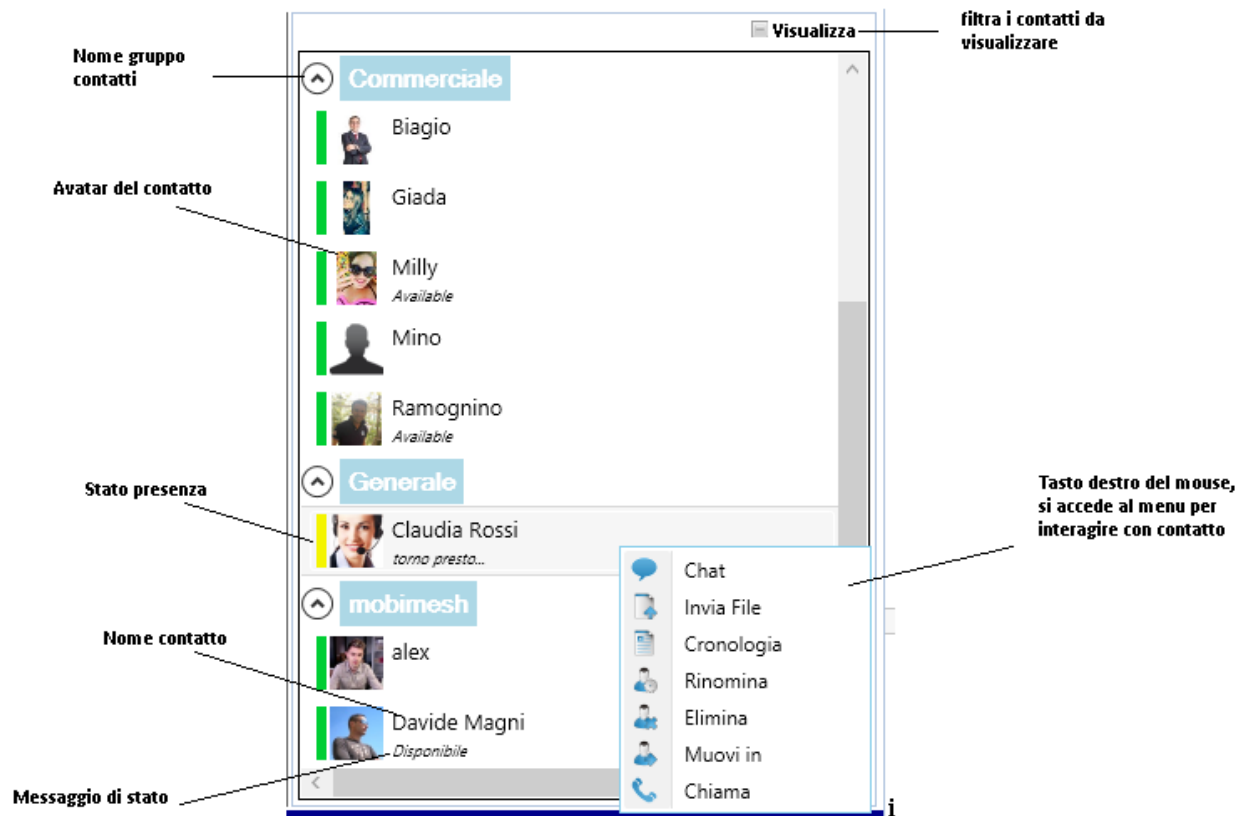 filtra i contatti da
visualizzare
Visualizza
Nome gruppo
contatti
Commerciale
Biagio
Avatar del contatto
Giada
Milly
Available
Mino
Ramognino
Available
Stato presenza
Generale
Tasto destro del mouse,
si accede al menu per
interagire con contatto
Claudia Rossi
torno presto...
Chat
Invia File
Cronologia
Rinomina
Elimina
Muovi in
Chiama
mobimesh
Nome contatto
alex
Davide Magni
Disponibile
Messaggio di stato
i